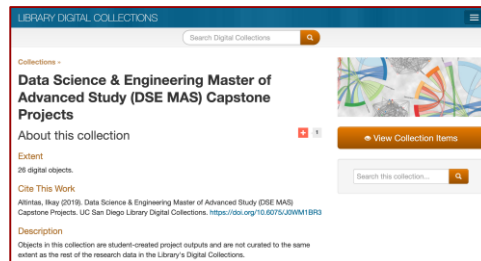 LIBRARY DIGITAL COLLECTIONS
Search Digital Collections
Collections »
Data Science & Engineering Master of
Advanced Study (DSE MAS) Capstone
Projects
About this collection
1
View Collection Items
Extent
26 digital objects.
Search this collection...
Cite This Work
Altintas, Ilkay (2019). Data Science & Engineering Master of Advanced Study (DSE MAS)
Capstone Projects. UC San Diego Library Digital Collections. https://doi.org/10.6075/J0WM1BR3
Description
Objects in this collection are student-created project outputs and are not curated to the same
extent as the rest of the research data in the Library's Digital Collections.